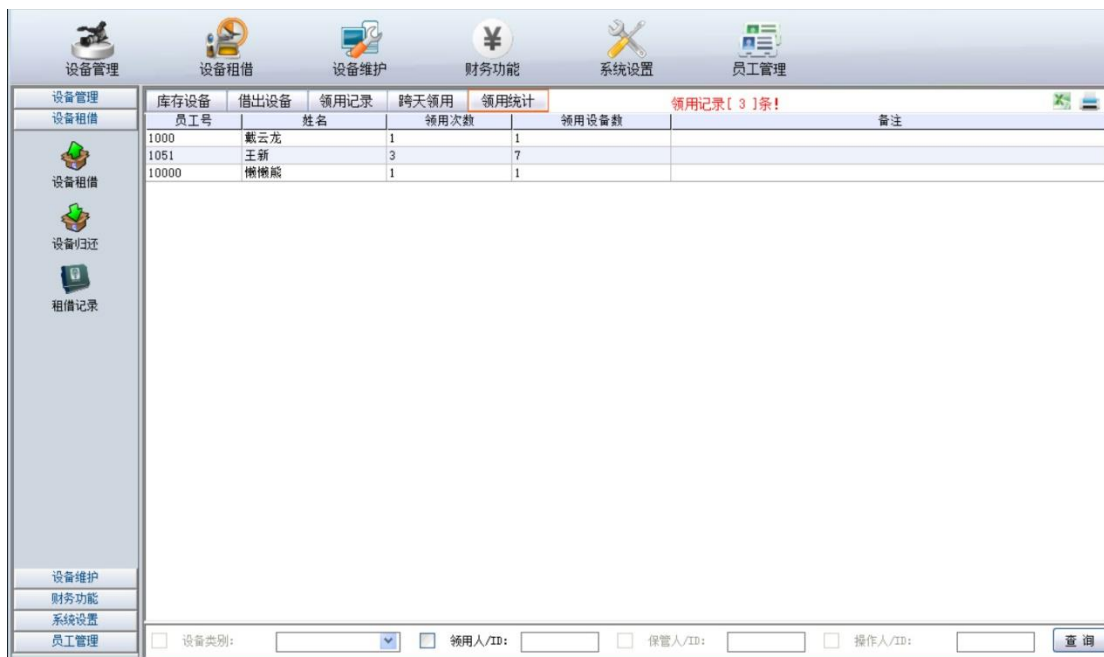 设备管理 设备租借 设备维护 财务功能 系统设置 员工管理
设备管理
设备租借
设备租借
设备归还
租借记录
设备维护
财务功能
系统设置
员工管理
库存设备 借出设备 领用记录 跨天领用 领用统计 领用记录[ 3 ]条!
员工号 姓名 领用次数 领用设备数 备注
1000 戴云龙 1 1
1051 王新 3 7
10000 懒懒熊 1 1
设备类别: 领用人/ID: 保管人/ID: 操作人/ID: 查询